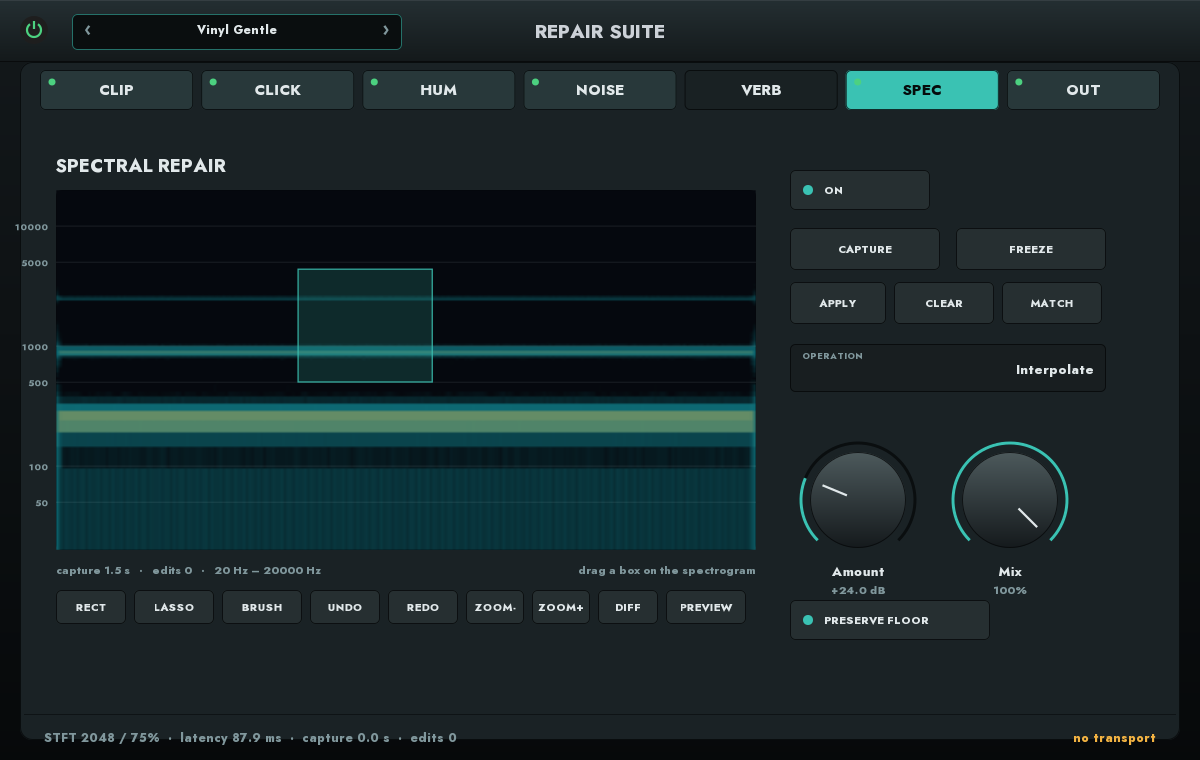 ‹ Vinyl Gentle ›
REPAIR SUITE
CLIP CLICK HUM NOISE VERB SPEC OUT
SPECTRAL REPAIR
ON
10000
CAPTURE FREEZE
5000
APPLY CLEAR MATCH
1000
OPERATION
Interpolate
500
100
50
capture 1.5 s · edits 0 · 20 Hz – 20000 Hz
drag a box on the spectrogram
Amount Mix
+24.0 dB 100%
RECT LASSO BRUSH UNDO REDO ZOOM- ZOOM+ DIFF PREVIEW
PRESERVE FLOOR
STFT 2048 / 75% · latency 87.9 ms · capture 0.0 s · edits 0
no transport